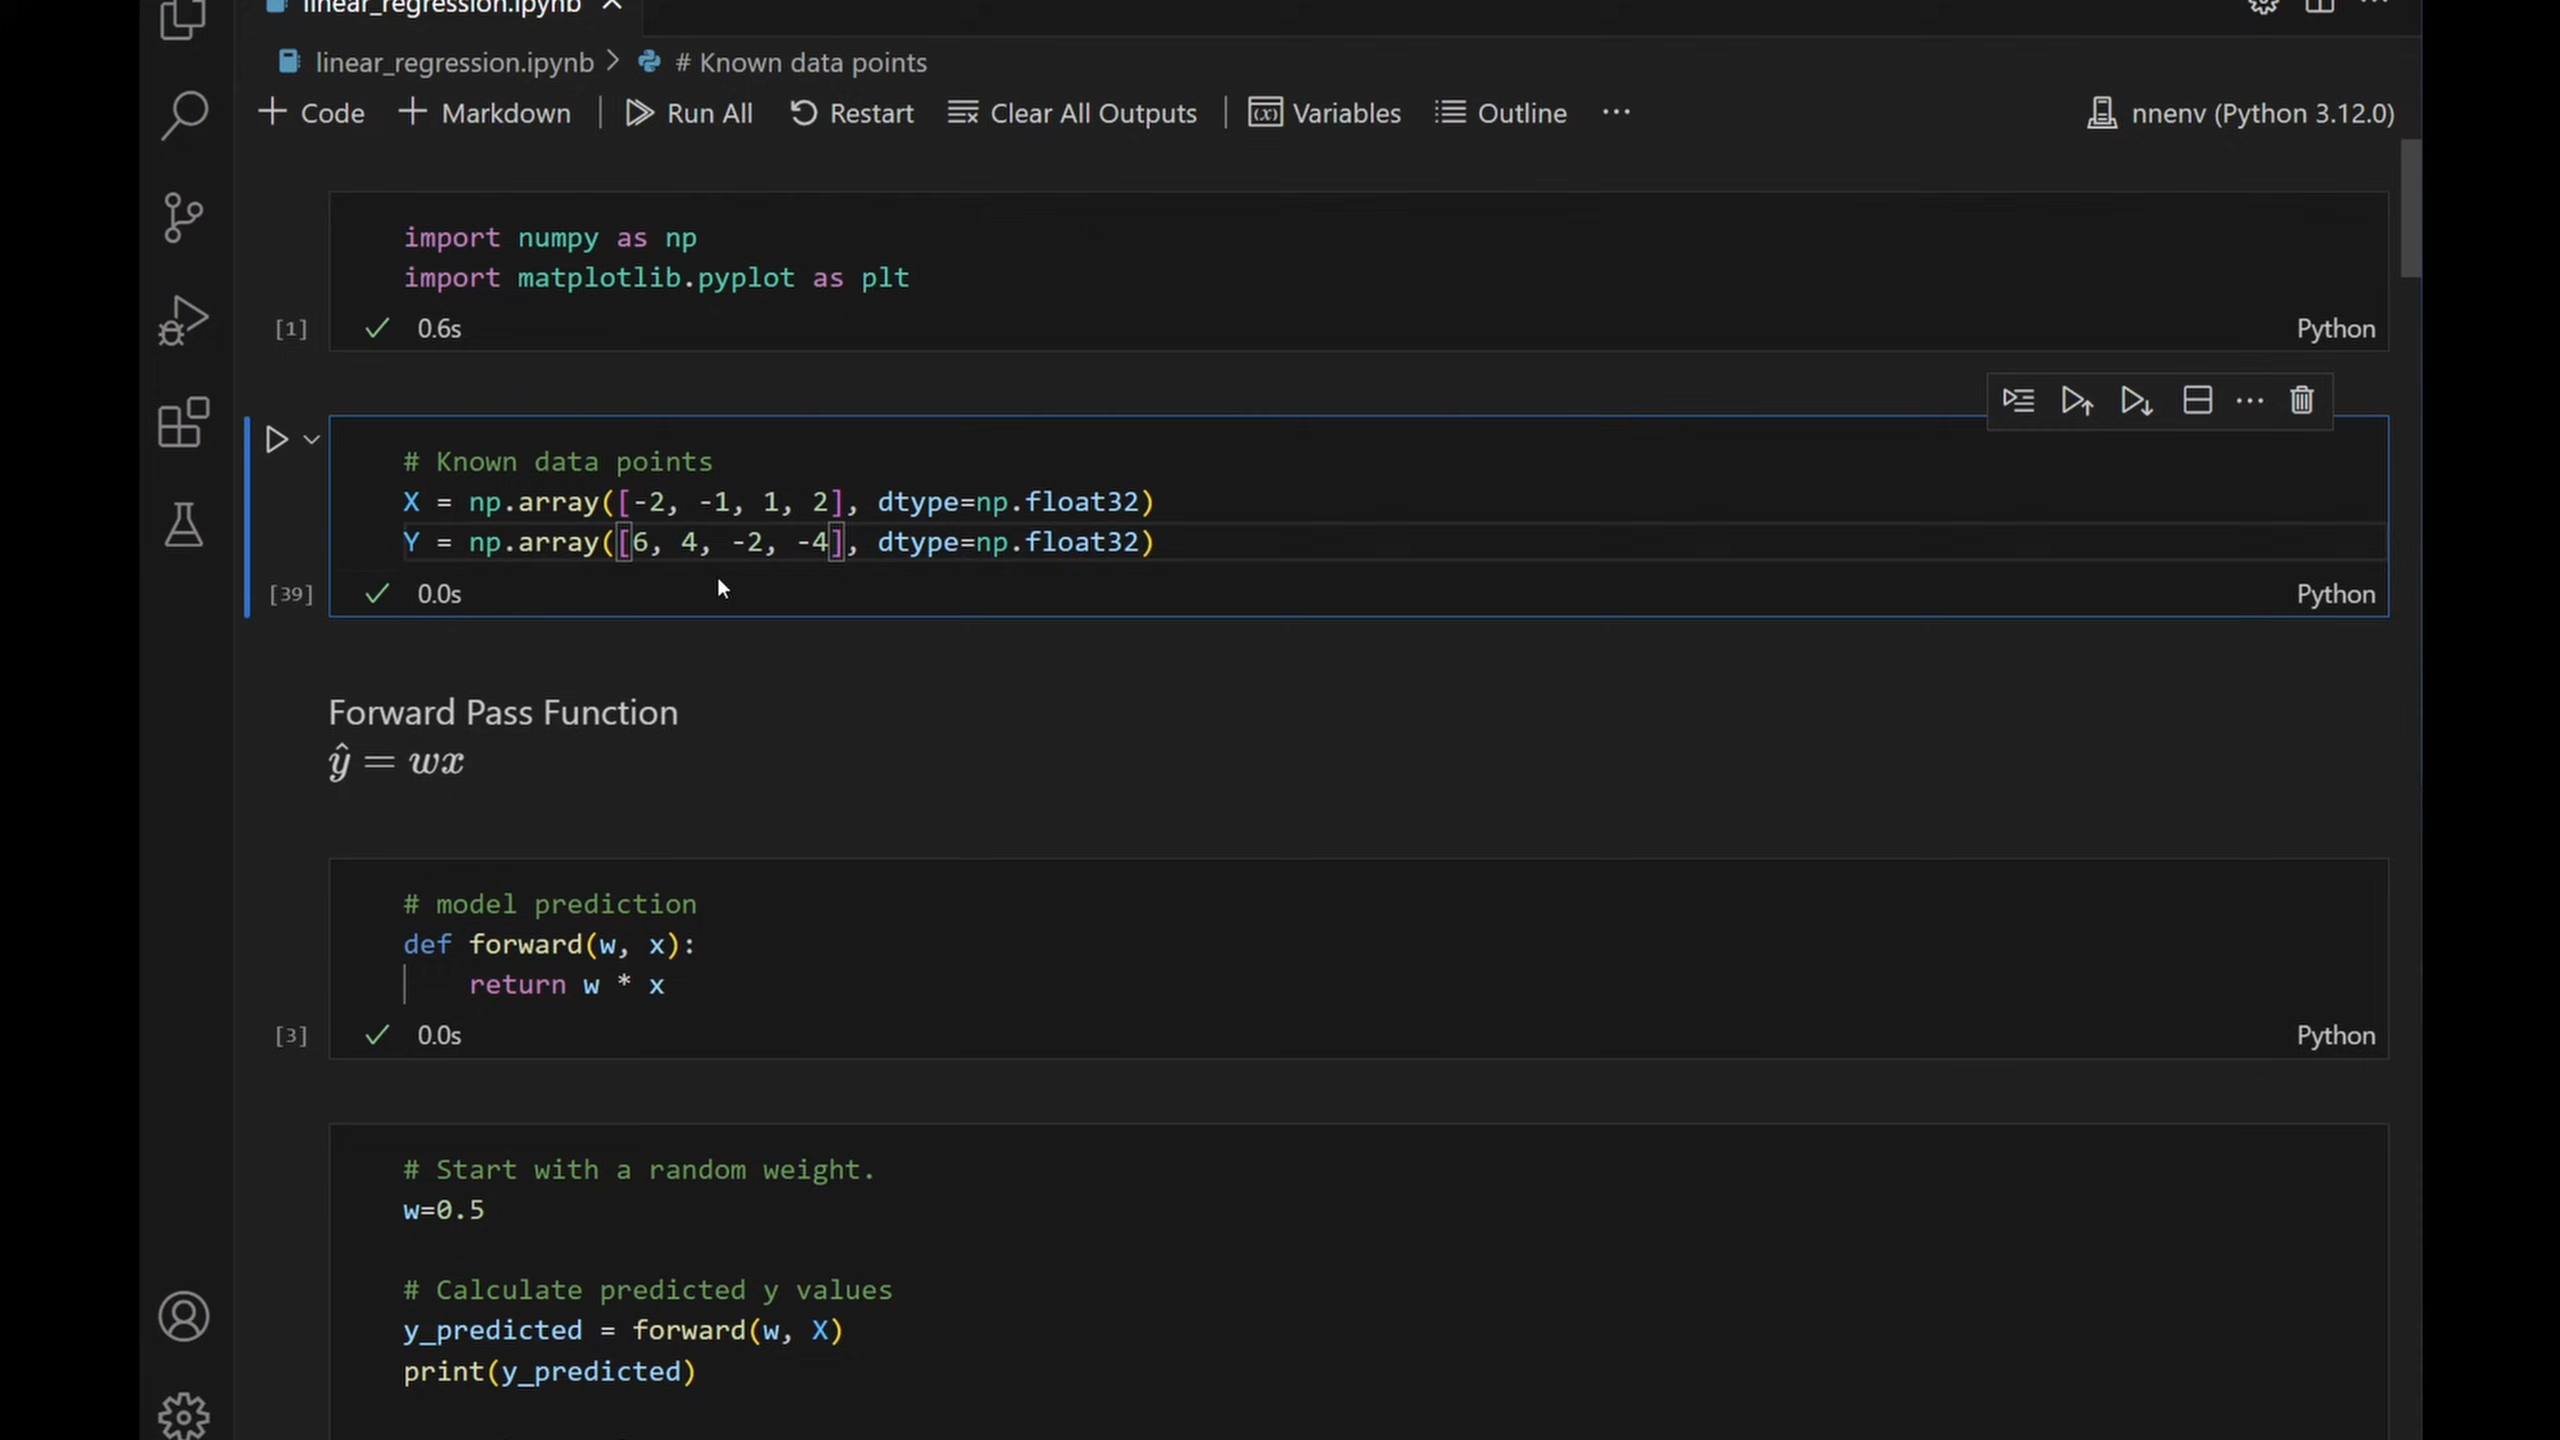 linear_regression.ipynb
linear_regression.ipynb > # Known data points
+ Code + Markdown | Run All Restart Clear All Outputs | Variables Outline ··· nnenv (Python 3.12.0)
import numpy as np
import matplotlib.pyplot as plt
[1] ✓ 0.6s Python
# Known data points
X = np.array([-2, -1, 1, 2], dtype=np.float32)
Y = np.array([6, 4, -2, -4], dtype=np.float32)
[39] ✓ 0.0s Python
Forward Pass Function
ŷ = wx
# model prediction
def forward(w, x):
return w * x
[3] ✓ 0.0s Python
# Start with a random weight.
w=0.5
# Calculate predicted y values
y_predicted = forward(w, X)
print(y_predicted)